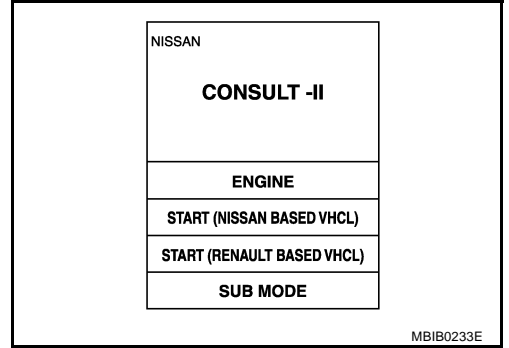 NISSAN
CONSULT -II
ENGINE
START (NISSAN BASED VHCL)
START (RENAULT BASED VHCL)
SUB MODE
MBIB0233E